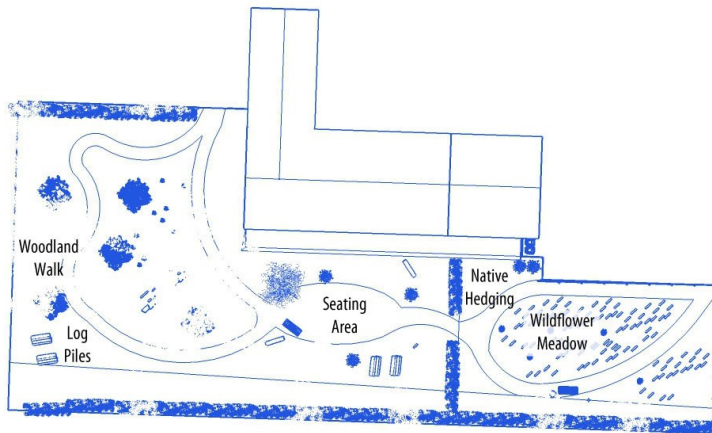 Woodland
Walk
Log
Piles
Seating
Area
Native
Hedging
Wildflower
Meadow